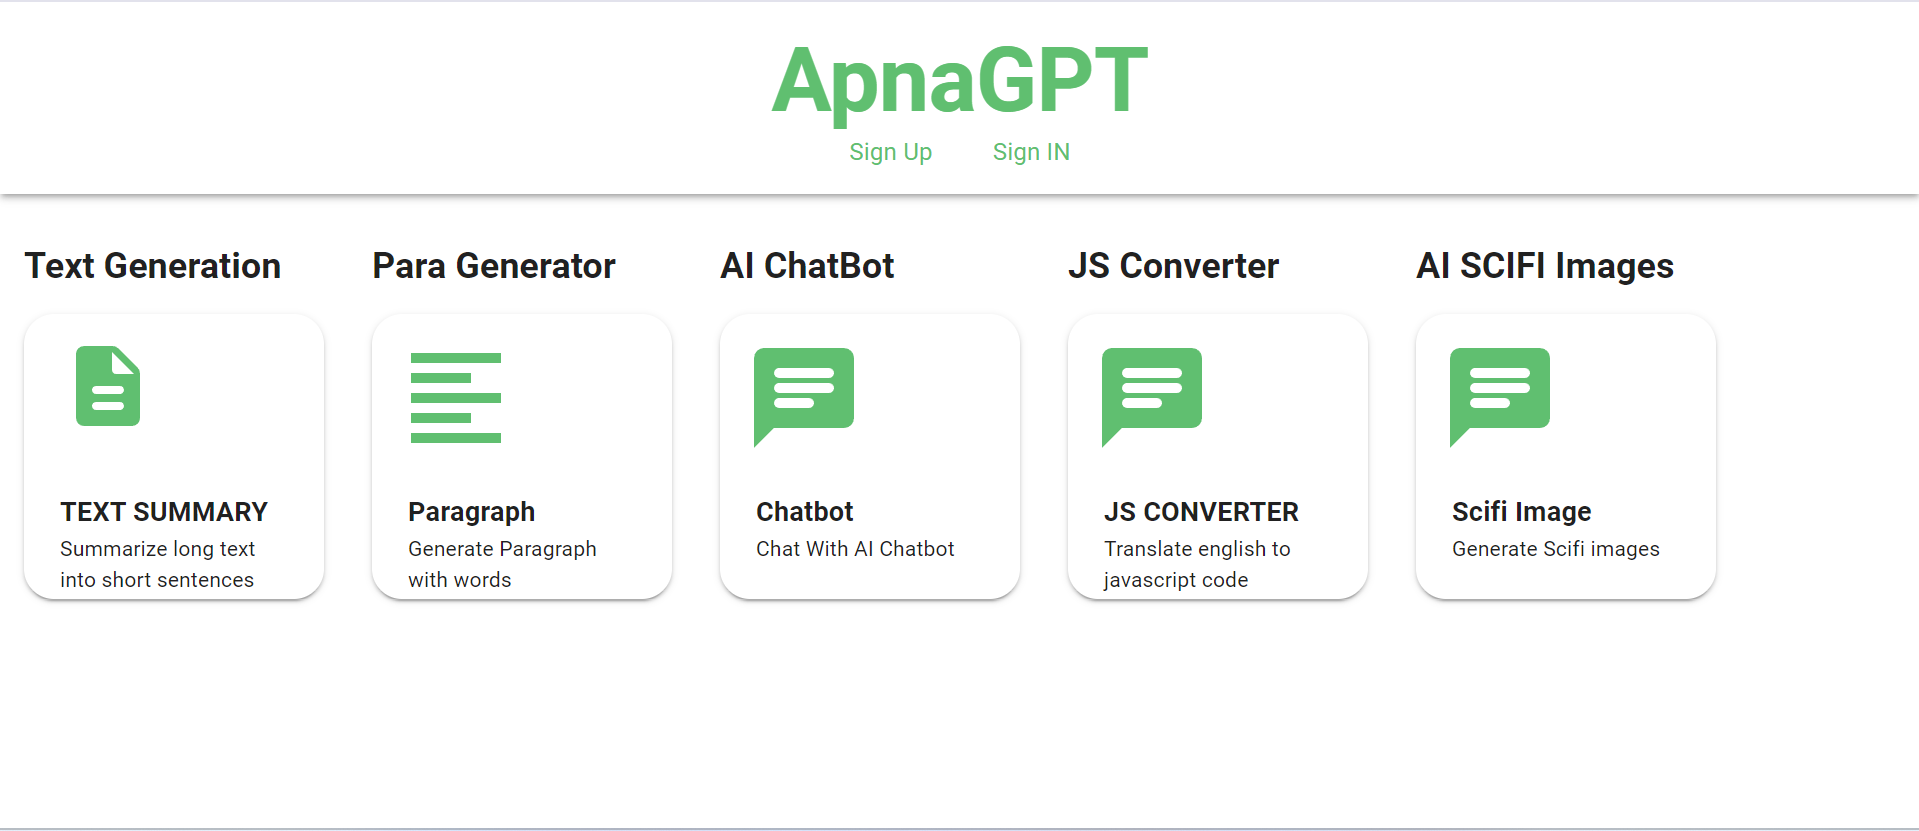 ApnaGPT
Sign Up
Sign IN
Text Generation
TEXT SUMMARY
Summarize long text
into short sentences
Para Generator
Paragraph
Generate Paragraph
with words
AI ChatBot
Chatbot
Chat With AI Chatbot
JS Converter
JS CONVERTER
Translate english to
javascript code
AI SCIFI Images
Scifi Image
Generate Scifi images